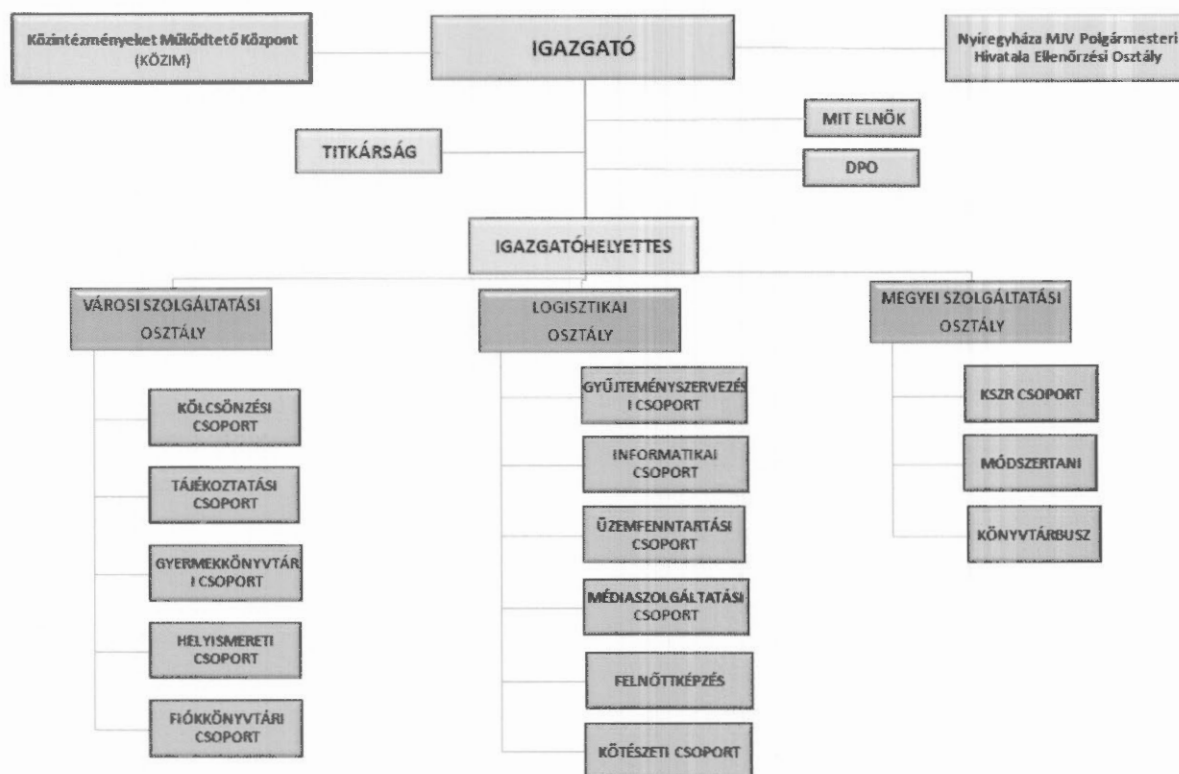 Közintézményeket Működtető Központ
(KÖZIM)
IGAZGATÓ
Nyíregyháza MJV Polgármesteri
Hivatala Ellenőrzési Osztály
MIT ELNÖK
TITKÁRSÁG
DPO
IGAZGATÓHELYETTES
VÁROSI SZOLGÁLTATÁSI
OSZTÁLY
KÖLCSÖNZÉSI
CSOPORT
TÁJÉKOZTATÁSI
CSOPORT
GYERMEKKÖNYVTÁR
I CSOPORT
HELYISMERETI
CSOPORT
FIÓKKÖNYVTÁRI
CSOPORT
LOGISZTIKAI
OSZTÁLY
GYŰJTEMÉNYSZERVEZÉS
I CSOPORT
INFORMATIKAI
CSOPORT
ÜZEMFENNTARTÁSI
CSOPORT
MÉDIASZOLGÁLTATÁSI
CSOPORT
FELNŐTTKÉPZÉS
KÖTÉSZETI CSOPORT
MEGYEI SZOLGÁLTATÁSI
OSZTÁLY
KSZR CSOPORT
MÓDSZERTANI
KÖNYVTÁRBUSZ